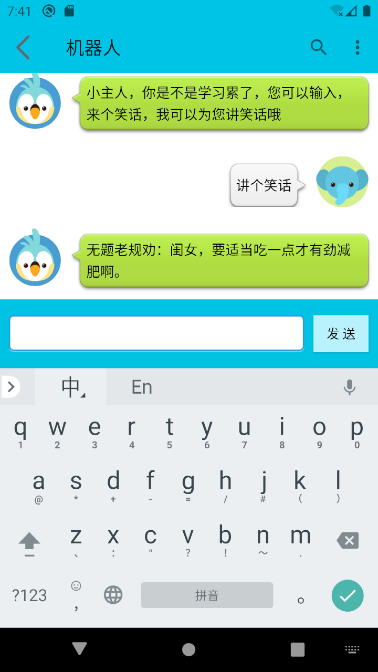 7:41
机器人
小主人，你是不是学习累了，您可以输入，
来个笑话，我可以为您讲笑话哦
讲个笑话
无题老规劝：闺女，要适当吃一点才有劲减
肥啊。
发 送
中 En
q w e r t y u i o p
1 2 3 4 5 6 7 8 9 0
a s d f g h j k l
@ * + - = / # （ ）
z x c v b n m
、 ： " ? ! ～ .
?123 ， 拼音 。